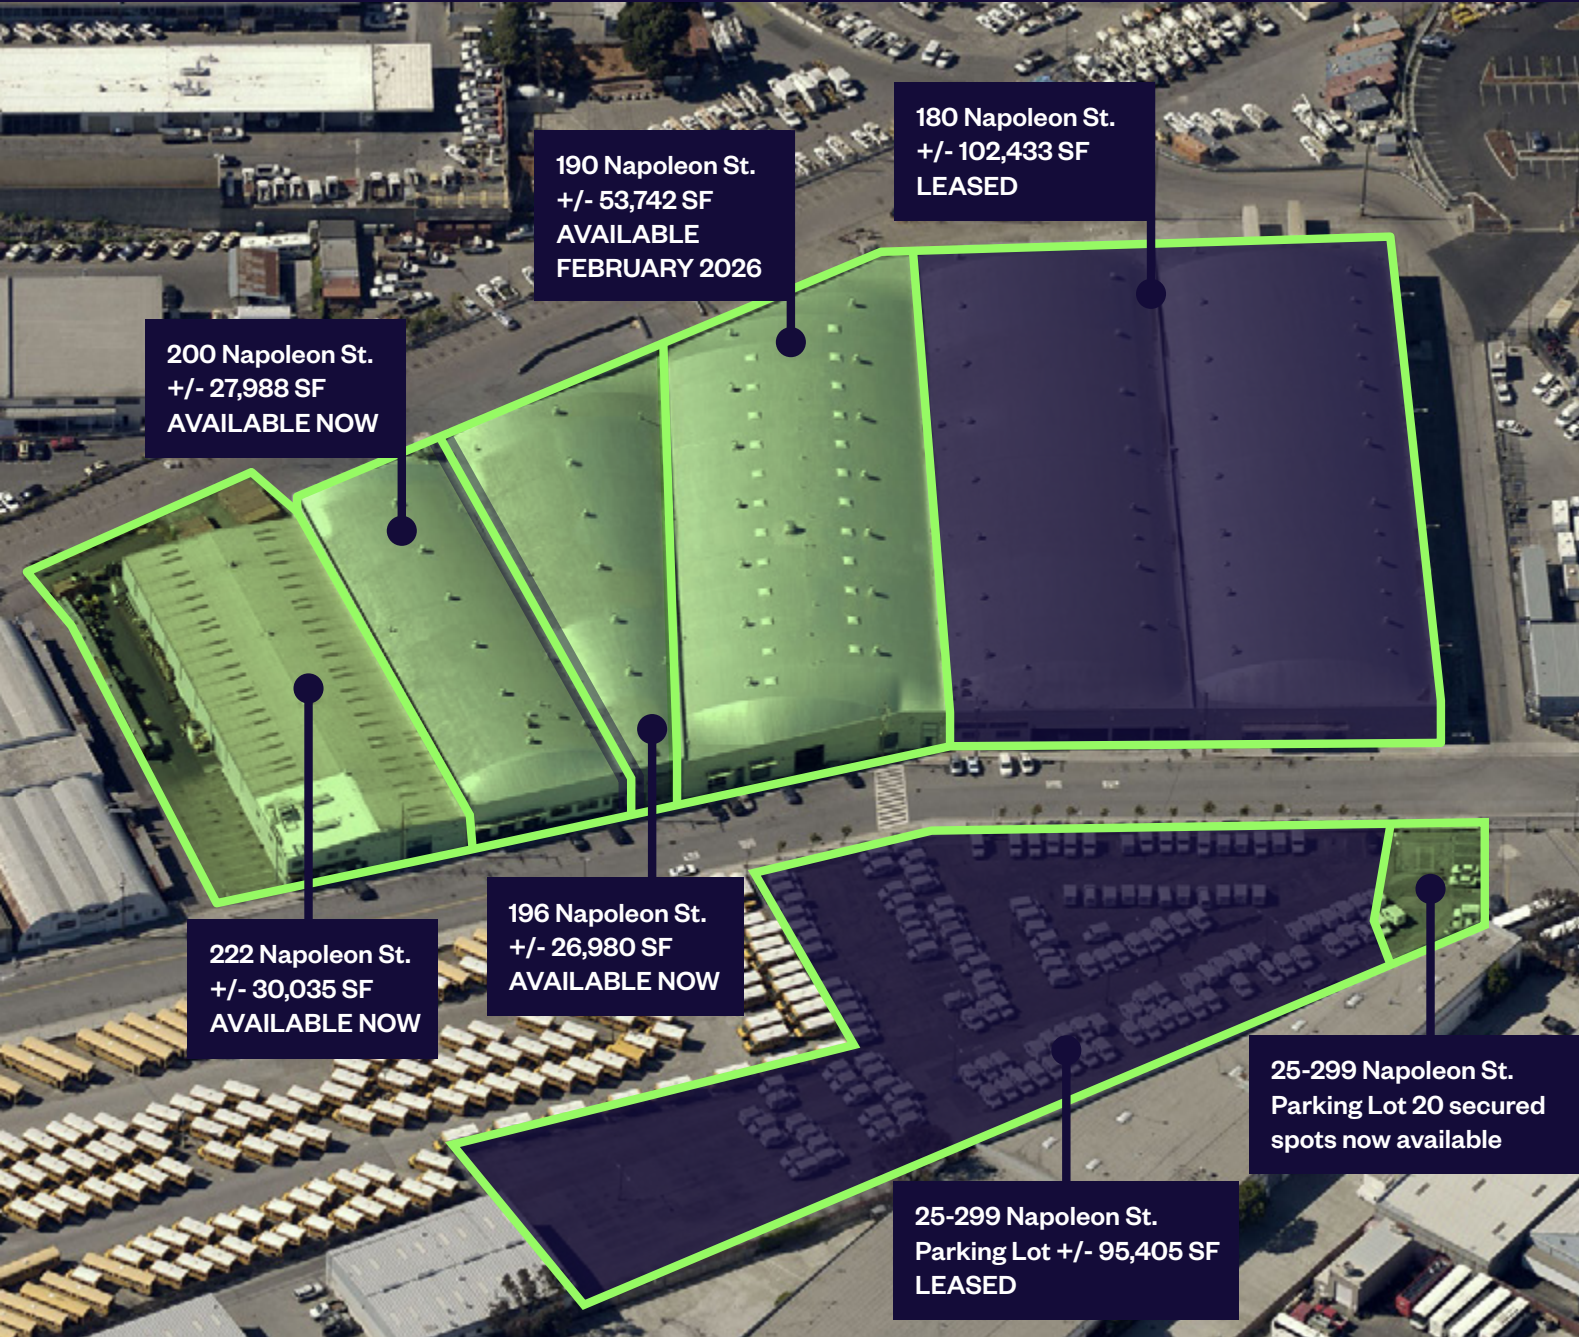 180 Napoleon St.
+/- 102,433 SF
LEASED
190 Napoleon St.
+/- 53,742 SF
AVAILABLE
FEBRUARY 2026
200 Napoleon St.
+/- 27,988 SF
AVAILABLE NOW
222 Napoleon St.
+/- 30,035 SF
AVAILABLE NOW
196 Napoleon St.
+/- 26,980 SF
AVAILABLE NOW
25-299 Napoleon St.
Parking Lot 20 secured
spots now available
25-299 Napoleon St.
Parking Lot +/- 95,405 SF
LEASED